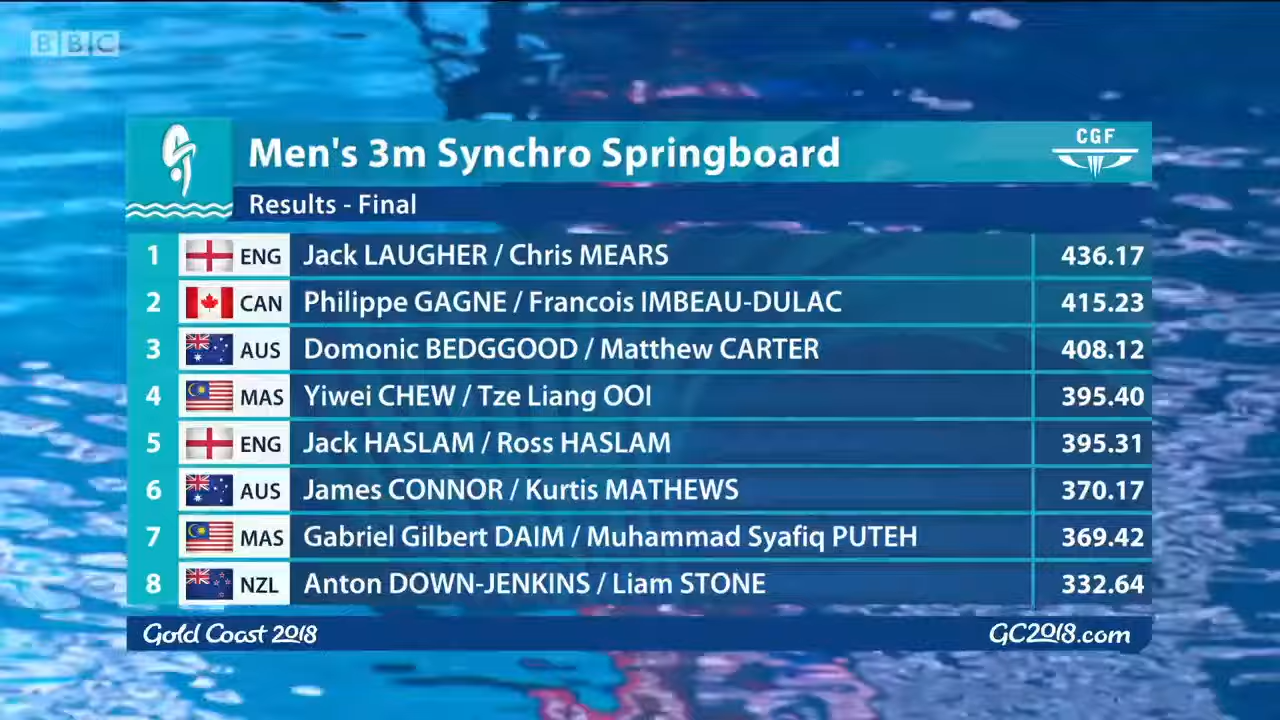 BBC
Men's 3m Synchro Springboard
CGF
Results - Final
1 ENG Jack LAUGHER / Chris MEARS 436.17
2 CAN Philippe GAGNE / Francois IMBEAU-DULAC 415.23
3 AUS Domonic BEDGGOOD / Matthew CARTER 408.12
4 MAS Yiwei CHEW / Tze Liang OOI 395.40
5 ENG Jack HASLAM / Ross HASLAM 395.31
6 AUS James CONNOR / Kurtis MATHEWS 370.17
7 MAS Gabriel Gilbert DAIM / Muhammad Syafiq PUTEH 369.42
8 NZL Anton DOWN-JENKINS / Liam STONE 332.64
Gold Coast 2018 GC2018.com